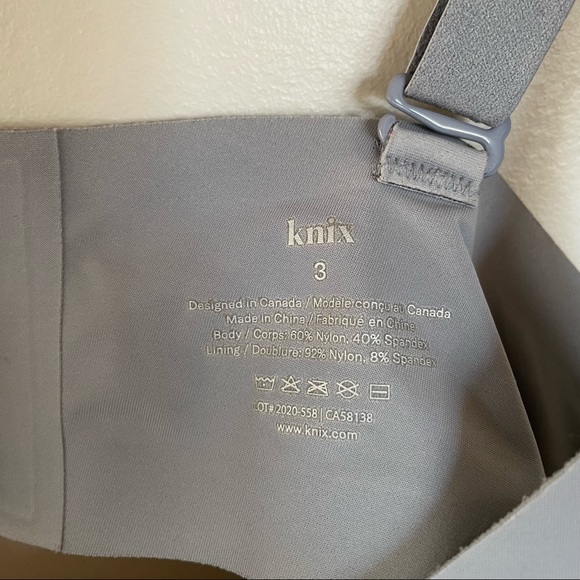 knix
3
Designed in Canada / Modèle conçu au Canada
Made in China / Fabriqué en Chine
Body / Corps: 60% Nylon, 40% Spandex
Lining / Doublure: 92% Nylon, 8% Spandex
LOT# 2020-558 | CA58138
www.knix.com